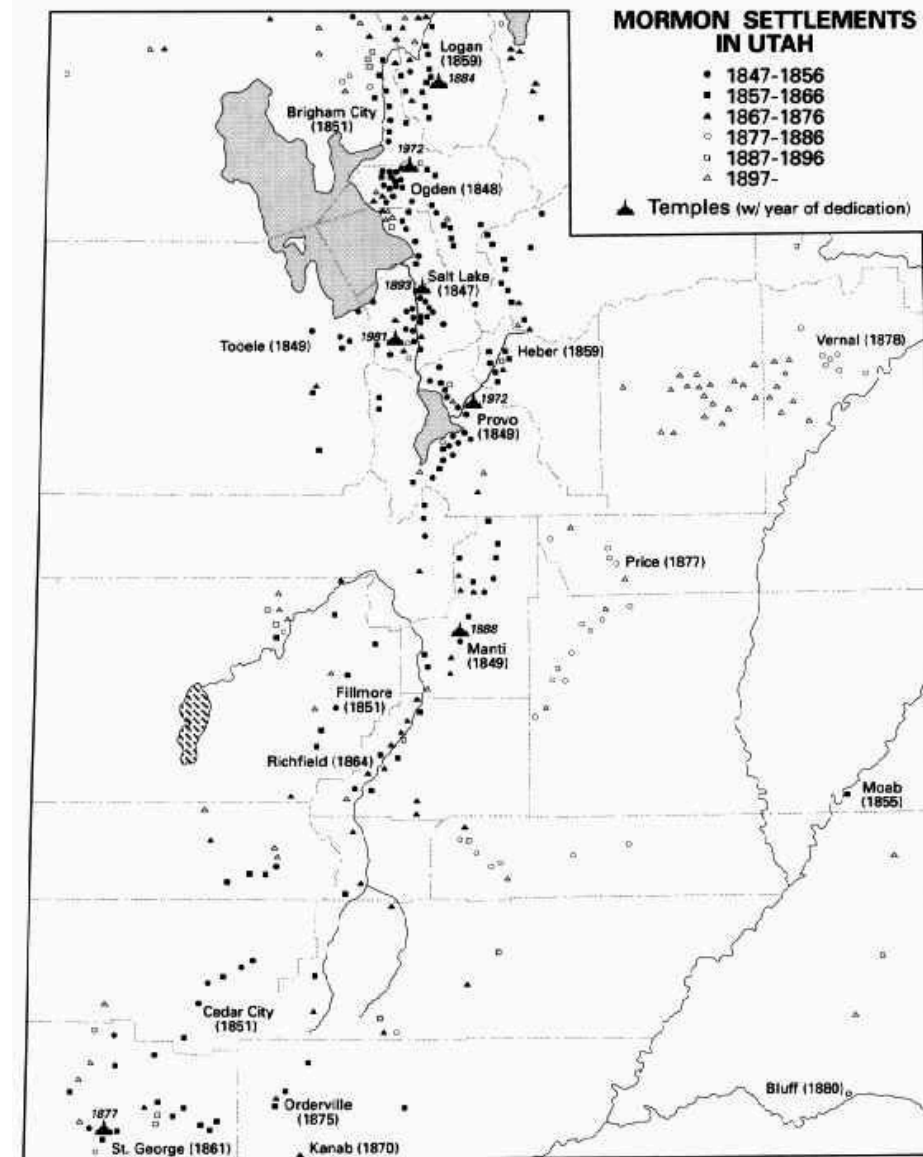 MORMON SETTLEMENTS
IN UTAH
1847-1856
1857-1866
1867-1876
1877-1886
1887-1896
1897-
Temples (w/ year of dedication)
Logan
(1859)
1884
Brigham City
(1851)
1972
Ogden (1848)
1893
Salt Lake
(1847)
Tooele (1849)
1981
Heber (1859)
Vernal (1878)
1972
Provo
(1849)
Price (1877)
1888
Manti
(1849)
Fillmore
(1851)
Richfield (1864)
Moab
(1855)
Cedar City
(1851)
Bluff (1880)
Orderville
(1875)
1877
St. George (1861)
Kanab (1870)